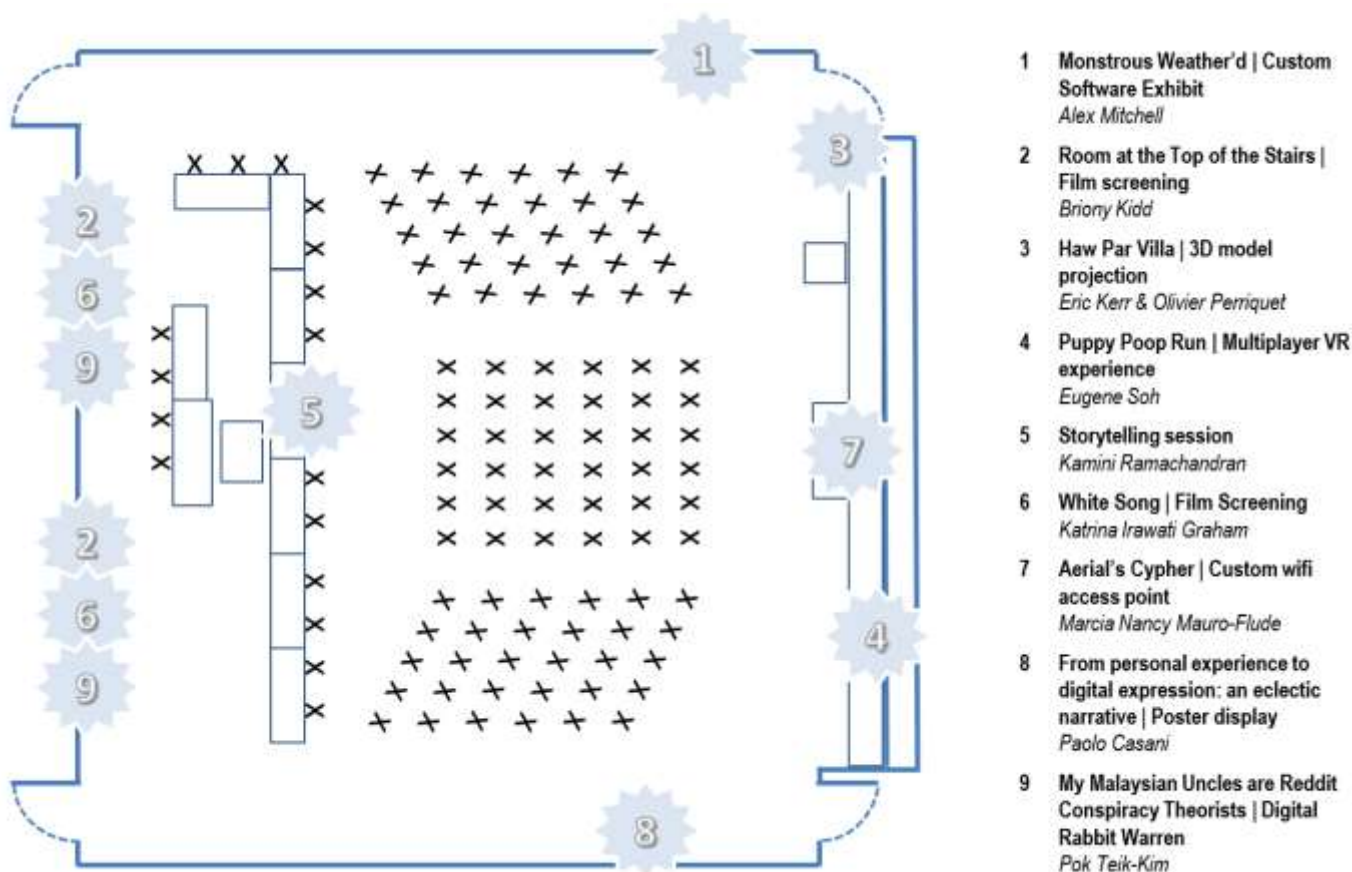 1
3
2
6
9
5
7
2
6
4
9
8
1 Monstrous Weather'd | Custom
Software Exhibit
Alex Mitchell
2 Room at the Top of the Stairs |
Film screening
Briony Kidd
3 Haw Par Villa | 3D model
projection
Eric Kerr & Olivier Perriquet
4 Puppy Poop Run | Multiplayer VR
experience
Eugene Soh
5 Storytelling session
Kamini Ramachandran
6 White Song | Film Screening
Katrina Irawati Graham
7 Aerial's Cypher | Custom wifi
access point
Marcia Nancy Mauro-Flude
8 From personal experience to
digital expression: an eclectic
narrative | Poster display
Paolo Casani
9 My Malaysian Uncles are Reddit
Conspiracy Theorists | Digital
Rabbit Warren
Pok Teik-Kim